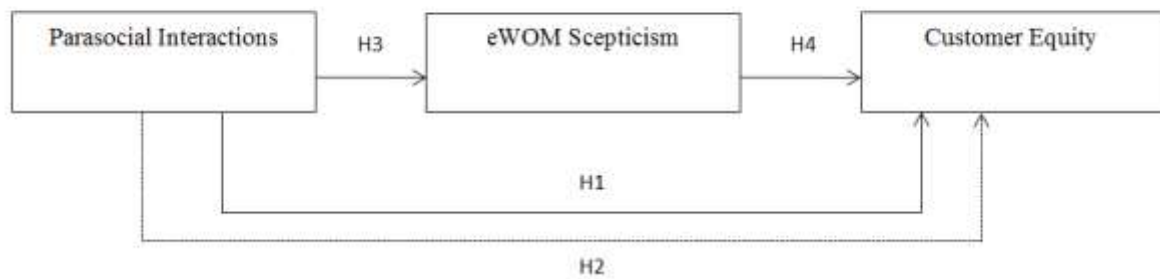 Parasocial Interactions
H3
eWOM Scepticism
H4
Customer Equity
H1
H2